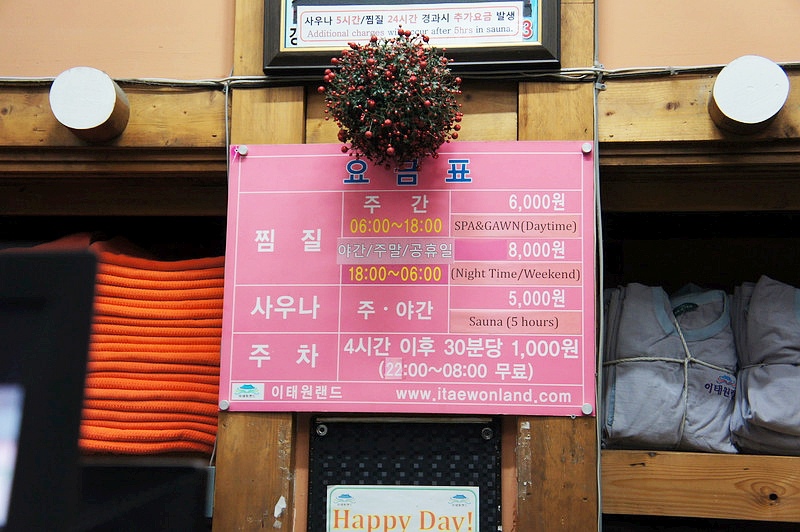 사우나 5시간/찜질 24시간 경과시 추가요금 발생
Additional charges will occur after 5hrs in sauna.
요금표
주 간
6,000원
06:00~18:00
SPA&GAWN(Daytime)
찜 질
야간/주말/공휴일
8,000원
18:00~06:00
(Night Time/Weekend)
사우나
주·야간
5,000원
Sauna (5 hours)
주 차
4시간 이후 30분당 1,000원
(22:00~08:00 무료)
이태원랜드
www.itaewonland.com
이태원랜
Happy Day!